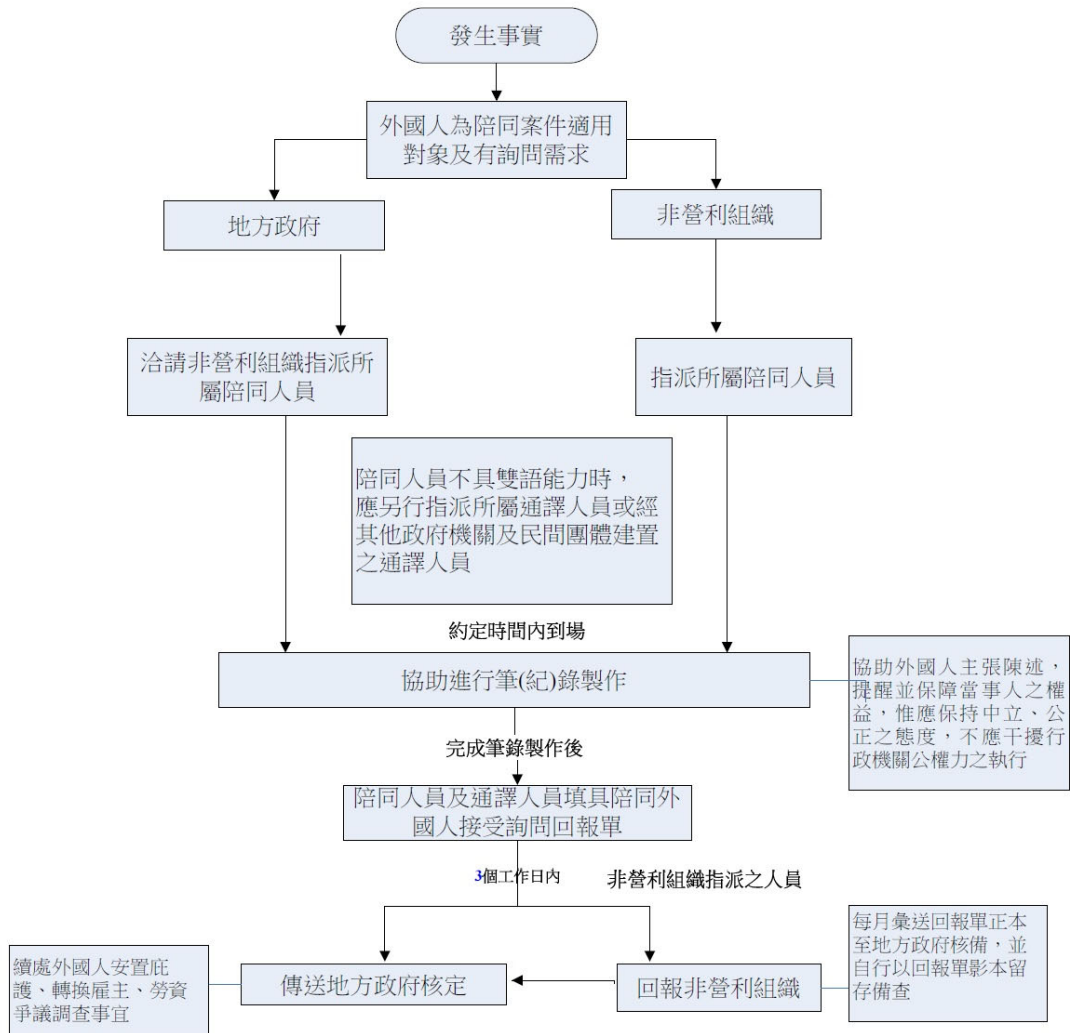 發生事實
外國人為陪同案件適用
對象及有詢問需求
地方政府
非營利組織
洽請非營利組織指派所
屬陪同人員
指派所屬陪同人員
陪同人員不具雙語能力時，
應另行指派所屬通譯人員或經
其他政府機關及民間團體建置
之通譯人員
約定時間內到場
協助進行筆(紀)錄製作
協助外國人主張陳述，
提醒並保障當事人之權
益，惟應保持中立、公
正之態度，不應干擾行
政機關公權力之執行
完成筆錄製作後
陪同人員及通譯人員填具陪同外
國人接受詢問回報單
3個工作日內
非營利組織指派之人員
續處外國人安置庇
護、轉換雇主、勞資
爭議調查事宜
傳送地方政府核定
回報非營利組織
每月彙送回報單正本
至地方政府核備，並
自行以回報單影本留
存備查